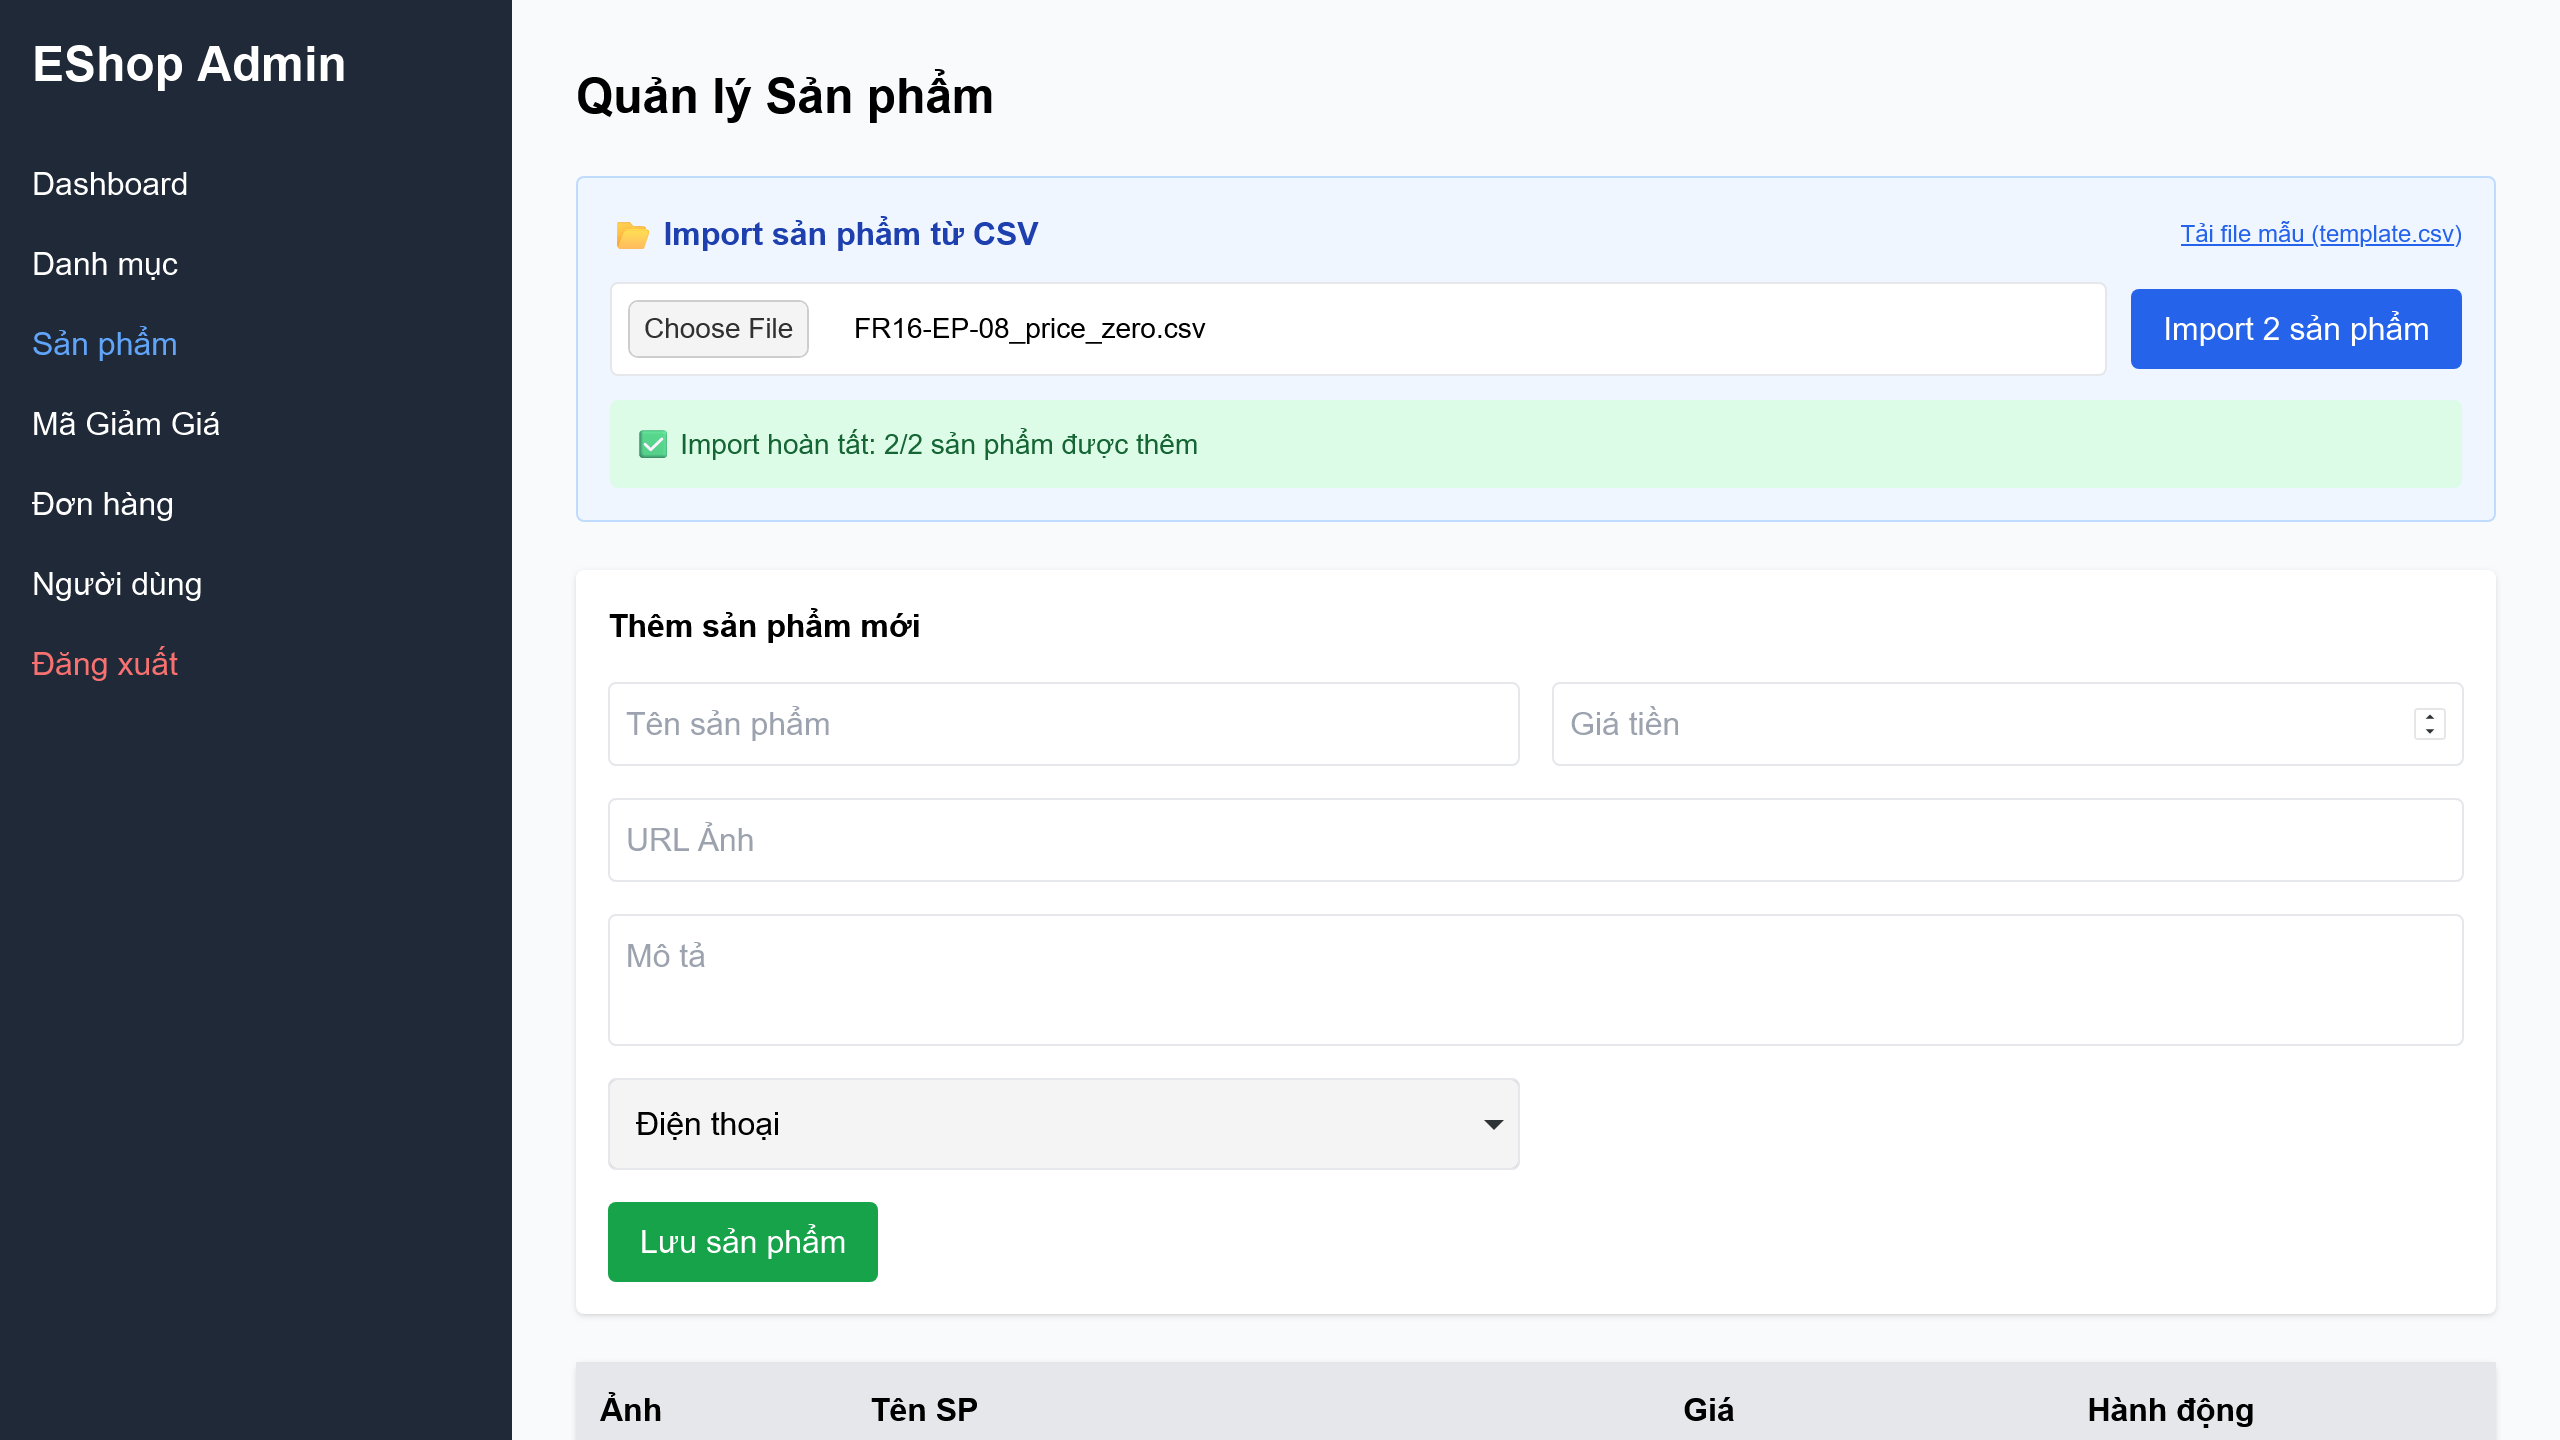 EShop Admin
Dashboard
Danh mục
Sản phẩm
Mã Giảm Giá
Đơn hàng
Người dùng
Đăng xuất
Quản lý Sản phẩm
Import sản phẩm từ CSV
Tải file mẫu (template.csv)
Choose File FR16-EP-08_price_zero.csv
Import 2 sản phẩm
Import hoàn tất: 2/2 sản phẩm được thêm
Thêm sản phẩm mới
Tên sản phẩm
Giá tiền
URL Ảnh
Mô tả
Điện thoại
Lưu sản phẩm
Ảnh Tên SP Giá Hành động